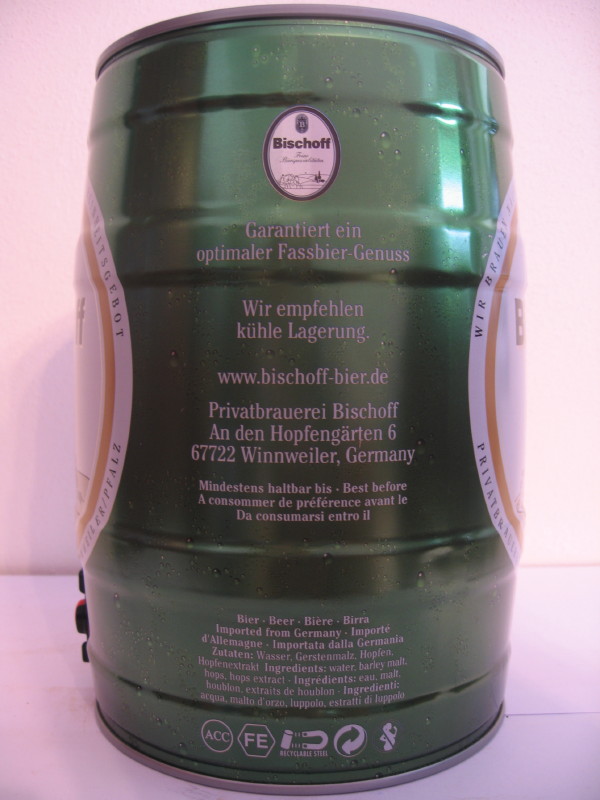 Bischoff
Garantiert ein
optimaler Fassbier-Genuss
Wir empfehlen
kühle Lagerung.
www.bischoff-bier.de
Privatbrauerei Bischoff
An den Hopfengärten 6
67722 Winnweiler, Germany
Mindestens haltbar bis · Best before
A consommer de préférence avant le
Da consumarsi entro il
Bier · Beer · Bière · Birra
Imported from Germany · Importé
d'Allemagne · Importata dalla Germania
Zutaten: Wasser, Gerstenmalz, Hopfen,
Hopfenextrakt Ingredients: water, barley malt,
hops, hops extract · Ingrédients: eau, malt,
houblon, extraits de houblon · Ingredienti:
acqua, malto d'orzo, luppolo, estratti di luppolo
ACC
FE
RECYCLABLE STEEL
WIR BRAUEN